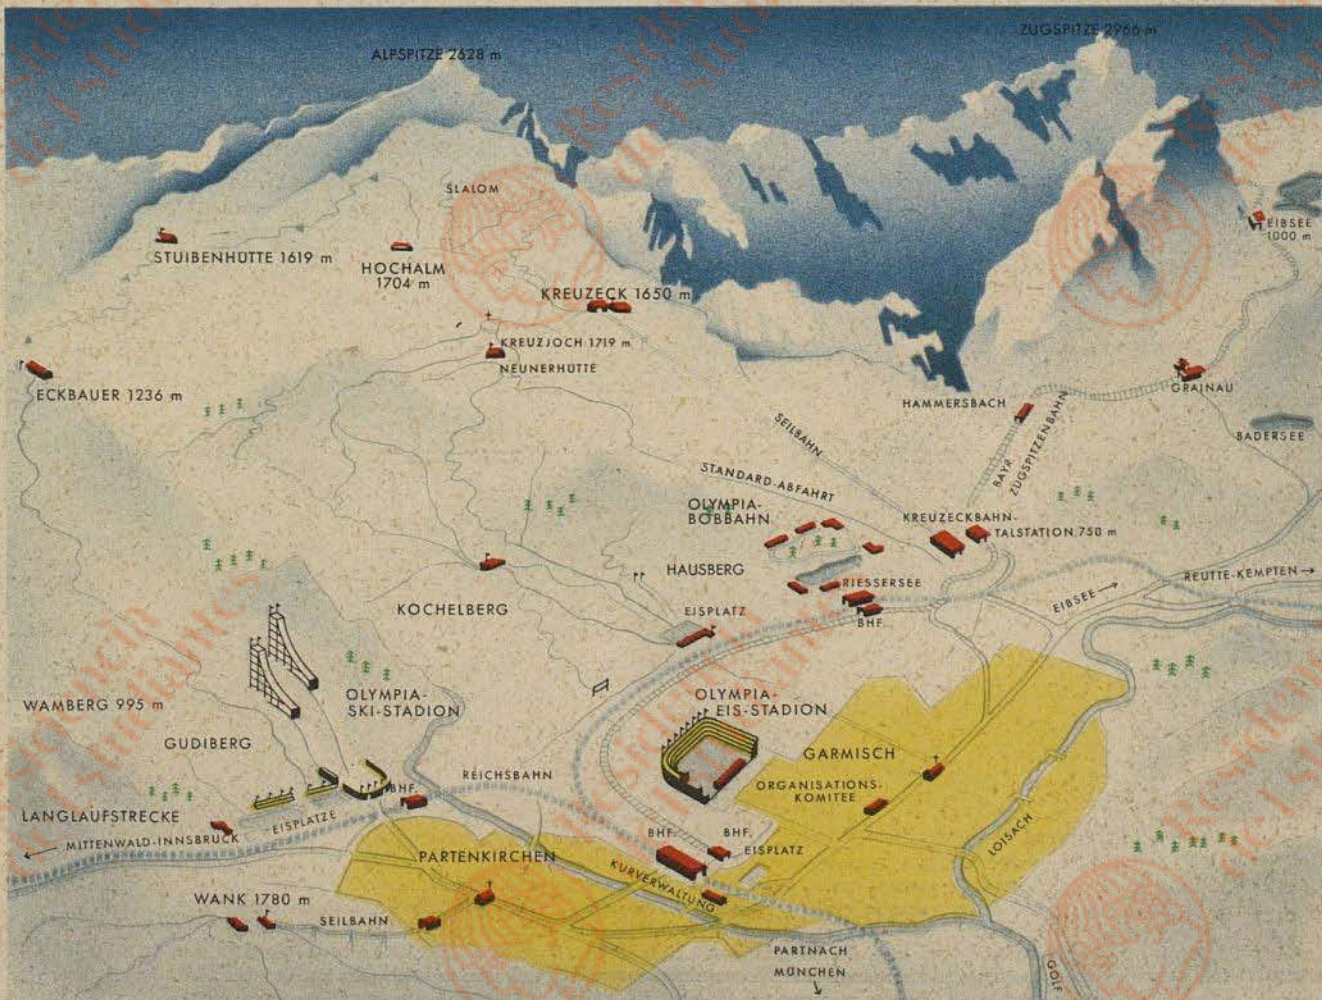 ZUGSPITZE 2966 m
ALPSPITZE 2628 m
SLALOM
EIBSEE
1000 m
STUIBENHÜTTE 1619 m
HOCHALM
1704 m
KREUZECK 1650 m
KREUZJOCH 1719 m
NEUNERHÜTTE
ECKBAUER 1236 m
GRAINAU
HAMMERSBACH
BADERSEE
SEILBAHN
BAYR.
ZUGSPITZENBAHN
STANDARD-ABFAHRT
OLYMPIA-
BOBBAHN
KREUZECKBAHN-
TALSTATION 750 m
HAUSBERG
RIESSERSEE
REUTTE-KEMPTEN
EIBSEE
KOCHELBERG
EISPLATZ
BHF.
WAMBERG 995 m
OLYMPIA-
SKI-STADION
OLYMPIA-
EIS-STADION
GUDIBERG
GARMISCH
REICHSBAHN
BHF.
ORGANISATIONS-
KOMITEE
LANGLAUFSTRECKE
EISPLÄTZE
MITTENWALD-INNSBRUCK
BHF.
BHF.
EISPLATZ
LOISACH
PARTENKIRCHEN
KURVERWALTUNG
WANK 1780 m
SEILBAHN
PARTNACH
MÜNCHEN
GOLF